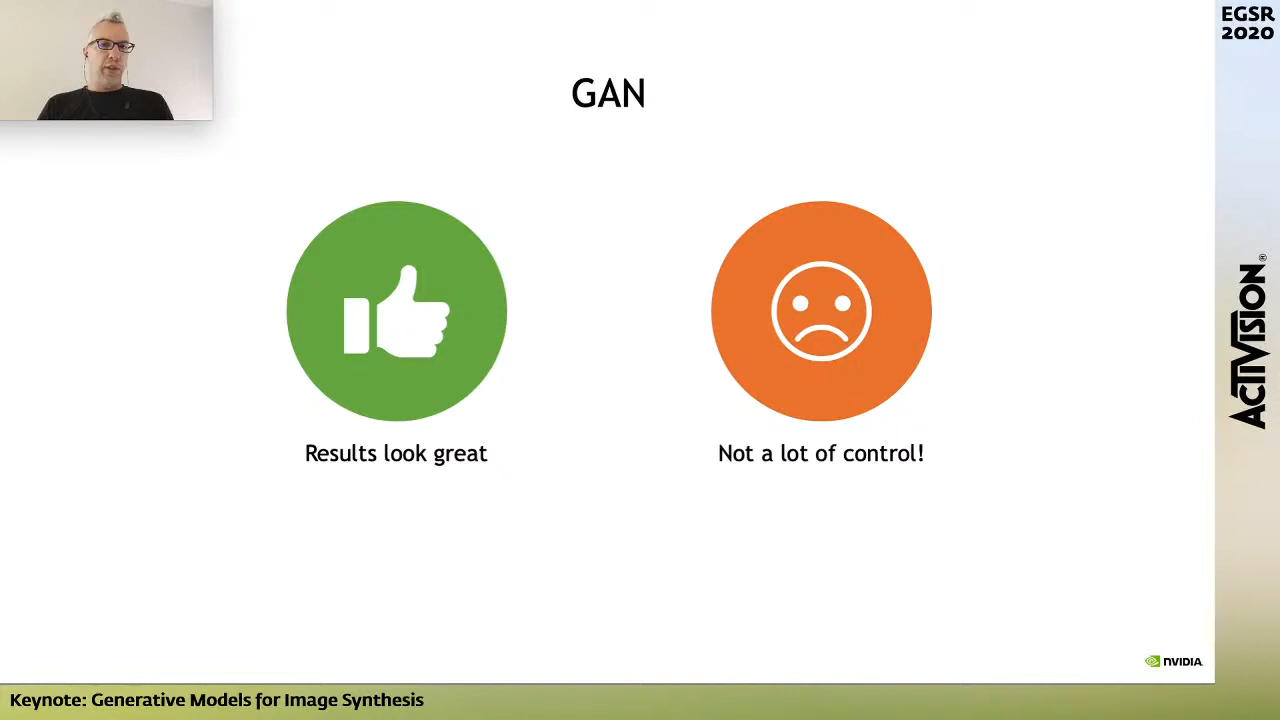 EGSR
2020
GAN
Results look great
Not a lot of control!
ACTIVISION®
NVIDIA.
Keynote: Generative Models for Image Synthesis